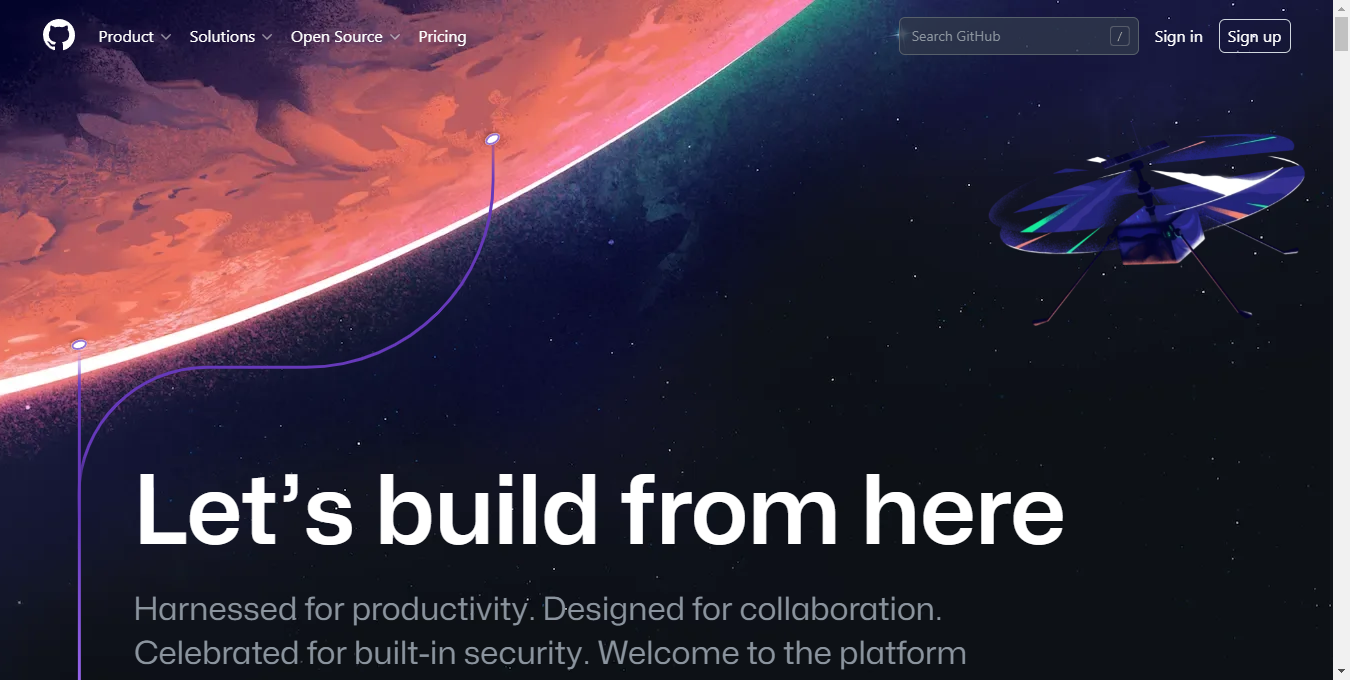 Product Solutions Open Source Pricing Search GitHub / Sign in Sign up
Let’s build from here
Harnessed for productivity. Designed for collaboration.
Celebrated for built-in security. Welcome to the platform